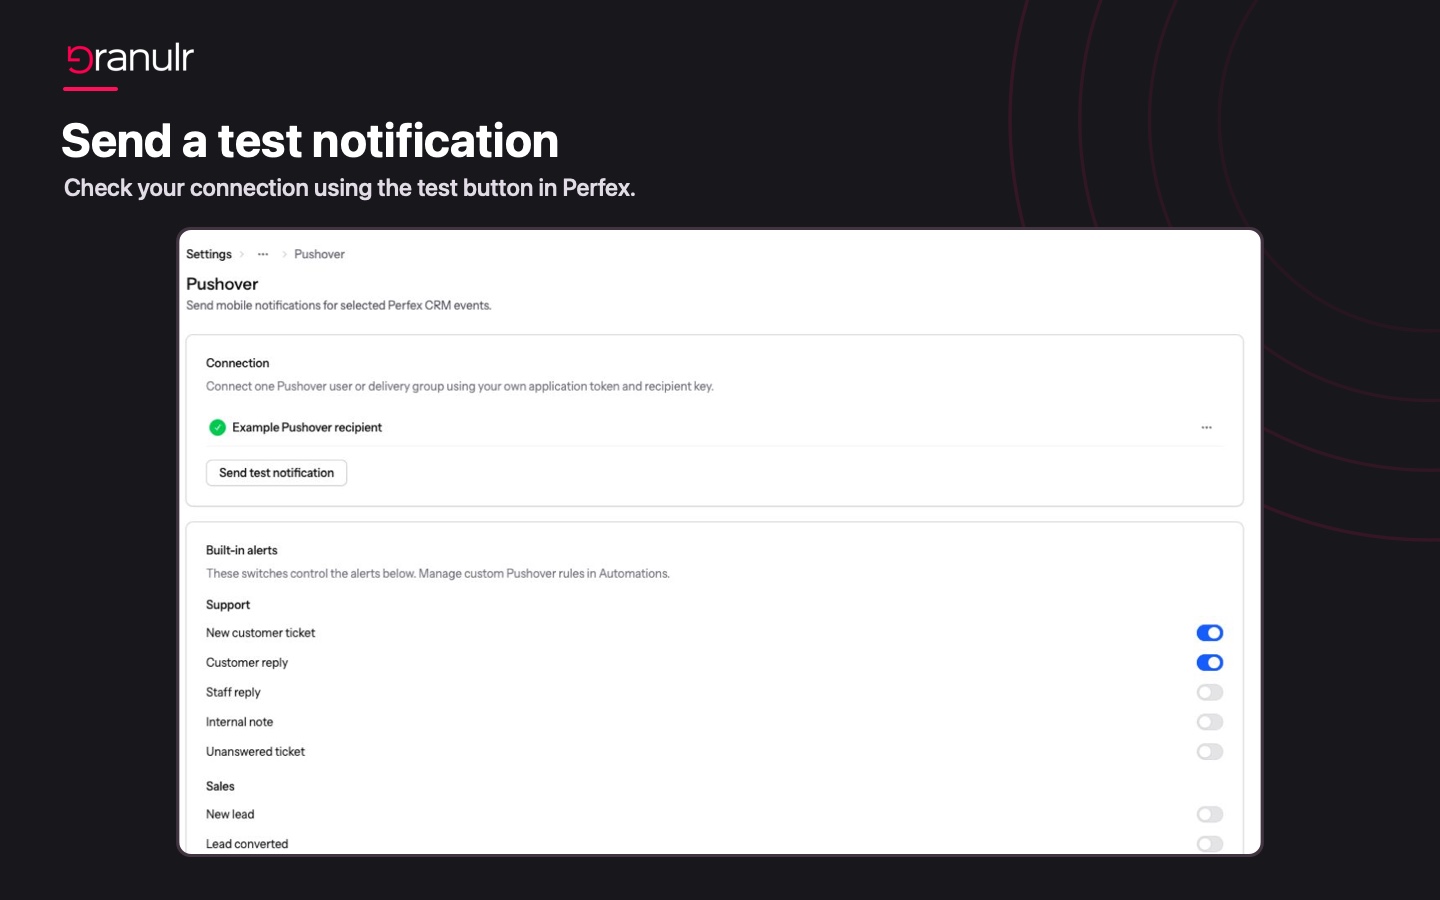 granulr
Send a test notification
Check your connection using the test button in Perfex.
Settings > ··· > Pushover
Pushover
Send mobile notifications for selected Perfex CRM events.
Connection
Connect one Pushover user or delivery group using your own application token and recipient key.
Example Pushover recipient ···
Send test notification
Built-in alerts
These switches control the alerts below. Manage custom Pushover rules in Automations.
Support
New customer ticket
Customer reply
Staff reply
Internal note
Unanswered ticket
Sales
New lead
Lead converted